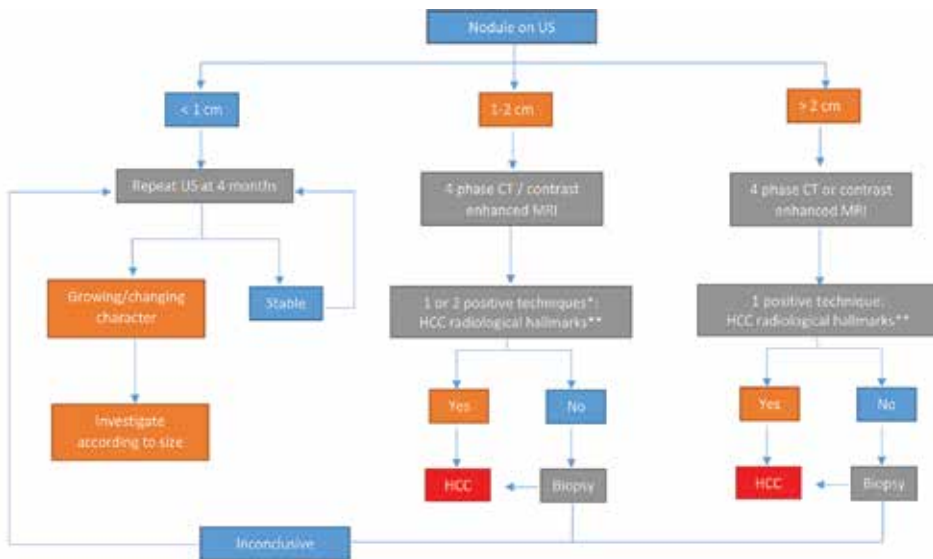 Nodule on US
< 1 cm
1-2 cm
> 2 cm
Repeat US at 4 months
4 phase CT / contrast
enhanced MRI
4 phase CT or contrast
enhanced MRI
Growing/changing
character
Stable
1 or 2 positive techniques*:
HCC radiological hallmarks**
1 positive technique:
HCC radiological hallmarks**
Investigate
according to size
Yes
No
Yes
No
HCC
Biopsy
HCC
Biopsy
Inconclusive